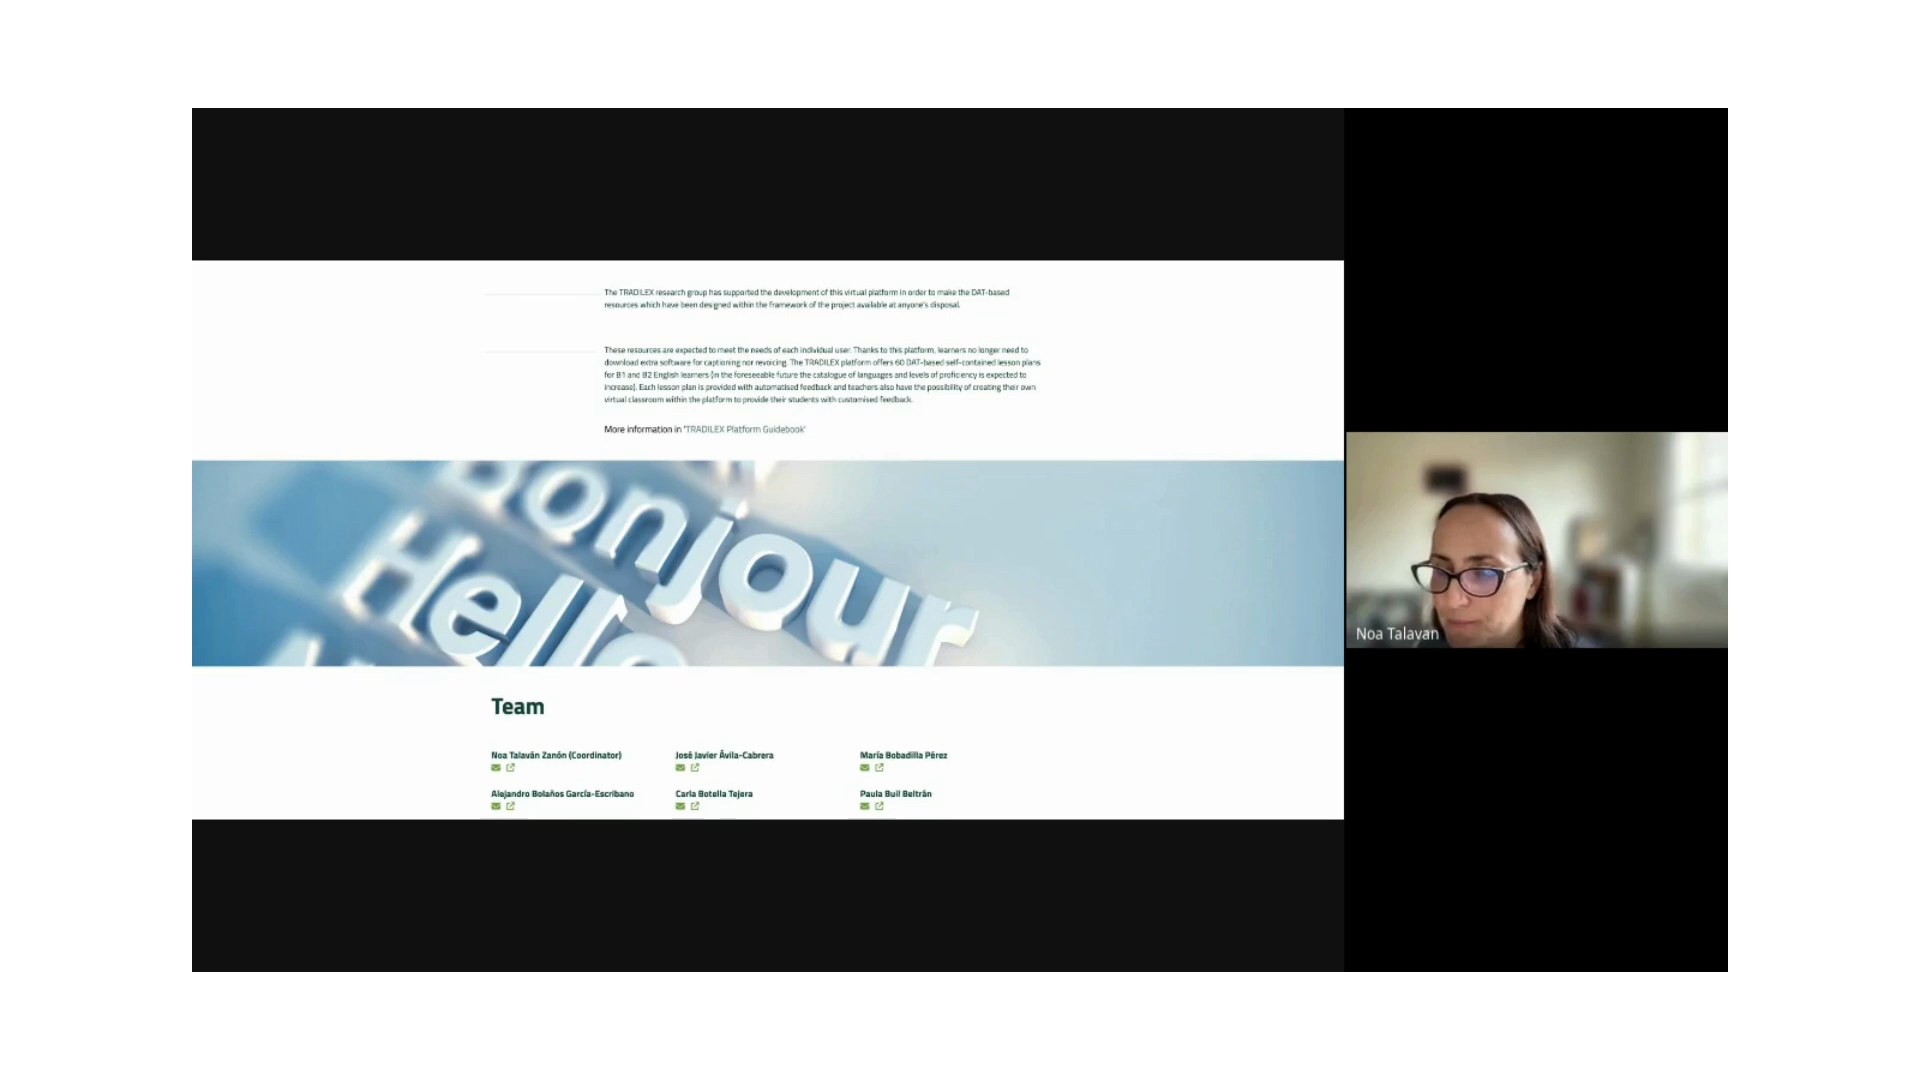 The TRADILEX research group has supported the development of this virtual platform in order to make the DAT-based
resources which have been designed within the framework of the project available at anyone's disposal.
These resources are expected to meet the needs of each individual user. Thanks to this platform, learners no longer need to
download extra software for captioning nor revoicing. The TRADILEX platform offers 60 DAT-based self-contained lesson plans
for B1 and B2 English learners (in the foreseeable future the catalogue of languages and levels of proficiency is expected to
increase). Each lesson plan is provided with automatised feedback and teachers also have the possibility of creating their own
virtual classroom within the platform to provide their students with customised feedback.
More information in 'TRADILEX Platform Guidebook'
Bonjour
Hello
Noa Talavan
Team
Noa Talaván Zanón (Coordinator) José Javier Ávila-Cabrera María Bobadilla Pérez
Alejandro Bolaños García-Escribano Carla Botella Tejera Paula Buil Beltrán